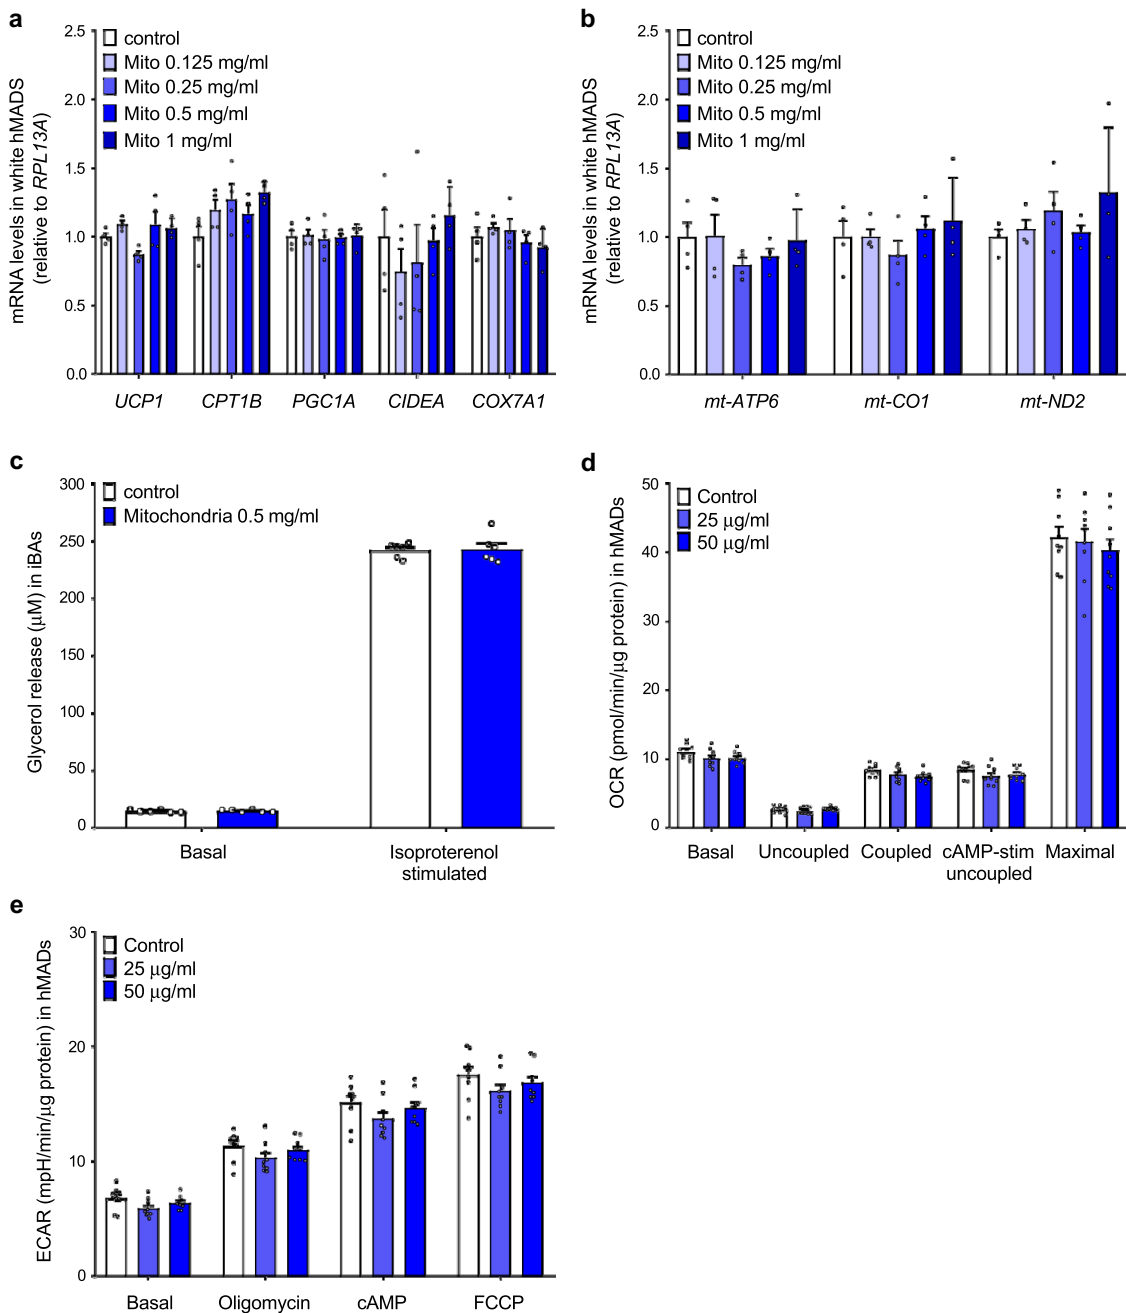 a
mRNA levels in white hMADS
(relative to RPL13A)
2.5
2.0
1.5
1.0
0.5
0.0
control
Mito 0.125 mg/ml
Mito 0.25 mg/ml
Mito 0.5 mg/ml
Mito 1 mg/ml
UCP1 CPT1B PGC1A CIDEA COX7A1
b
mRNA levels in white hMADS
(relative to RPL13A)
2.5
2.0
1.5
1.0
0.5
0.0
control
Mito 0.125 mg/ml
Mito 0.25 mg/ml
Mito 0.5 mg/ml
Mito 1 mg/ml
mt-ATP6 mt-CO1 mt-ND2
c
Glycerol release (μM) in iBAs
300
250
200
150
100
50
0
control
Mitochondria 0.5 mg/ml
Basal Isoproterenol
stimulated
d
OCR (pmol/min/μg protein) in hMADs
50
40
30
20
10
0
Control
25 μg/ml
50 μg/ml
Basal Uncoupled Coupled cAMP-stim Maximal
uncoupled
e
ECAR (mpH/min/μg protein) in hMADs
30
20
10
0
Control
25 μg/ml
50 μg/ml
Basal Oligomycin cAMP FCCP